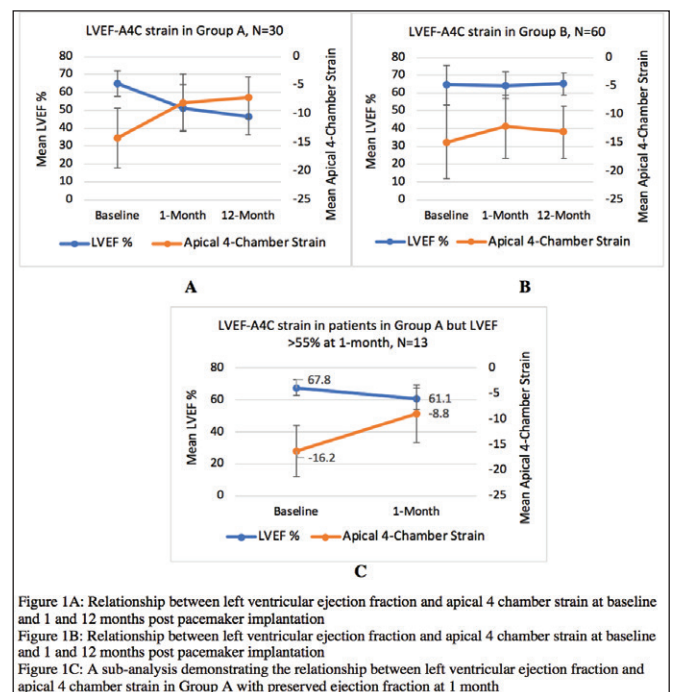 LVEF-A4C strain in Group A, N=30
Mean LVEF %
80
70
60
50
40
30
20
10
0
0
-5
-10
-15
-20
-25
Mean Apical 4-Chamber Strain
Baseline 1-Month 12-Month
LVEF % Apical 4-Chamber Strain
A
LVEF-A4C strain in Group B, N=60
Mean LVEF %
80
70
60
50
40
30
20
10
0
0
-5
-10
-15
-20
-25
Mean Apical 4-Chamber Strain
Baseline 1-Month 12-Month
LVEF % Apical 4-Chamber Strain
B
LVEF-A4C strain in patients in Group A but LVEF
>55% at 1-month, N=13
Mean LVEF %
80
60
40
20
0
67.8
61.1
-8.8
-16.2
0
-5
-10
-15
-20
-25
Mean Apical 4-Chamber Strain
Baseline 1-Month
LVEF % Apical 4-Chamber Strain
C
Figure 1A: Relationship between left ventricular ejection fraction and apical 4 chamber strain at baseline
and 1 and 12 months post pacemaker implantation
Figure 1B: Relationship between left ventricular ejection fraction and apical 4 chamber strain at baseline
and 1 and 12 months post pacemaker implantation
Figure 1C: A sub-analysis demonstrating the relationship between left ventricular ejection fraction and
apical 4 chamber strain in Group A with preserved ejection fraction at 1 month